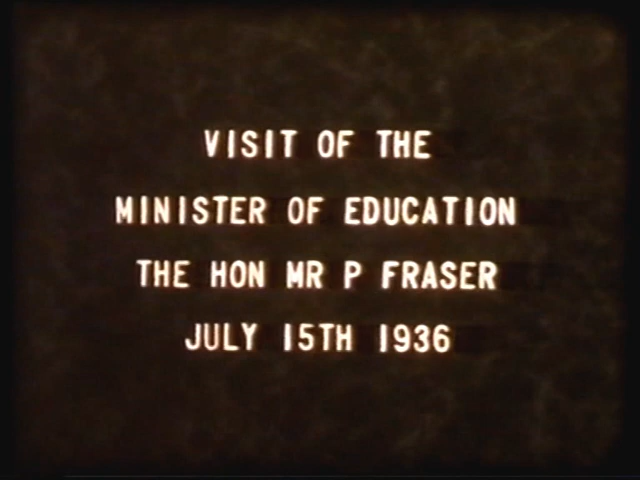 VISIT OF THE
MINISTER OF EDUCATION
THE HON MR P FRASER
JULY 15TH 1936